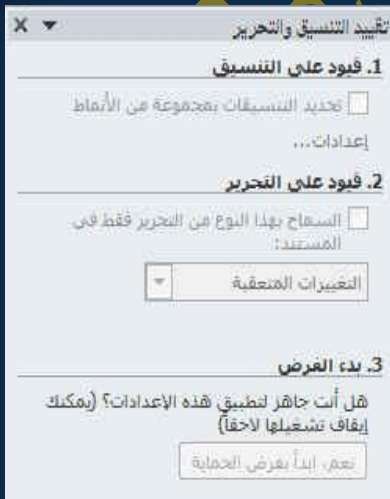 تقييد التنسيق والتحرير
1. قيود على التنسيق
تحديد التنسيقات بمجموعة من الأنماط
إعدادات...
2. قيود على التحرير
السماح بهذا النوع من التحرير فقط في
المستند:
التغييرات المتعقبة
3. بدء الفرض
هل أنت جاهز لتطبيق هذه الإعدادات؟ (يمكنك
إيقاف تشغيلها لاحقاً)
نعم، ابدأ بفرض الحماية